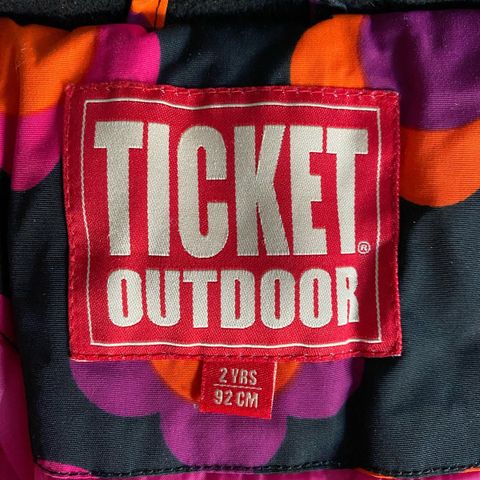 TICKET
OUTDOOR®
2 YRS
92 CM